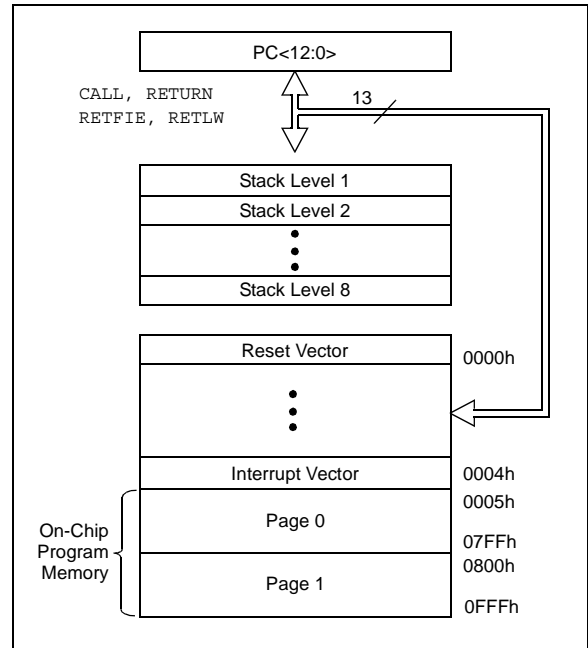 PC<12:0>
CALL, RETURN
RETFIE, RETLW
13
Stack Level 1
Stack Level 2
Stack Level 8
Reset Vector
0000h
Interrupt Vector
0004h
0005h
On-Chip
Program
Memory
Page 0
07FFh
0800h
Page 1
0FFFh